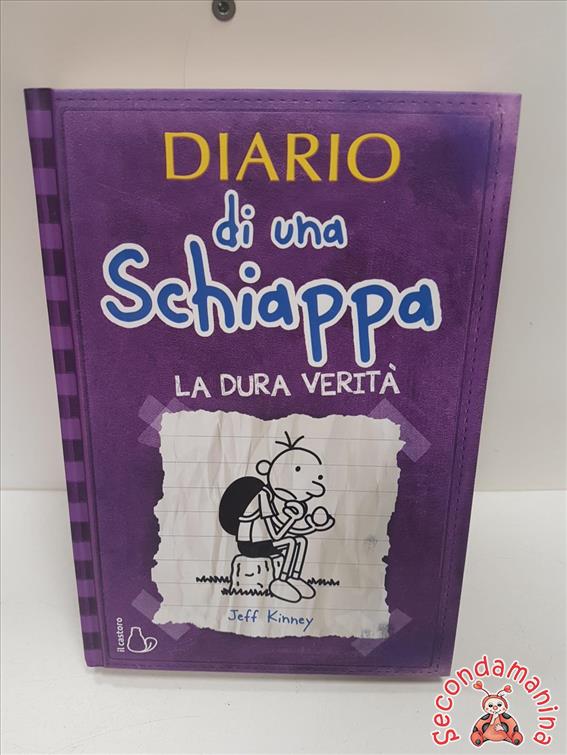 DIARIO
di una
Schiappa
LA DURA VERITÀ
Jeff Kinney
il castoro
Secondamanina